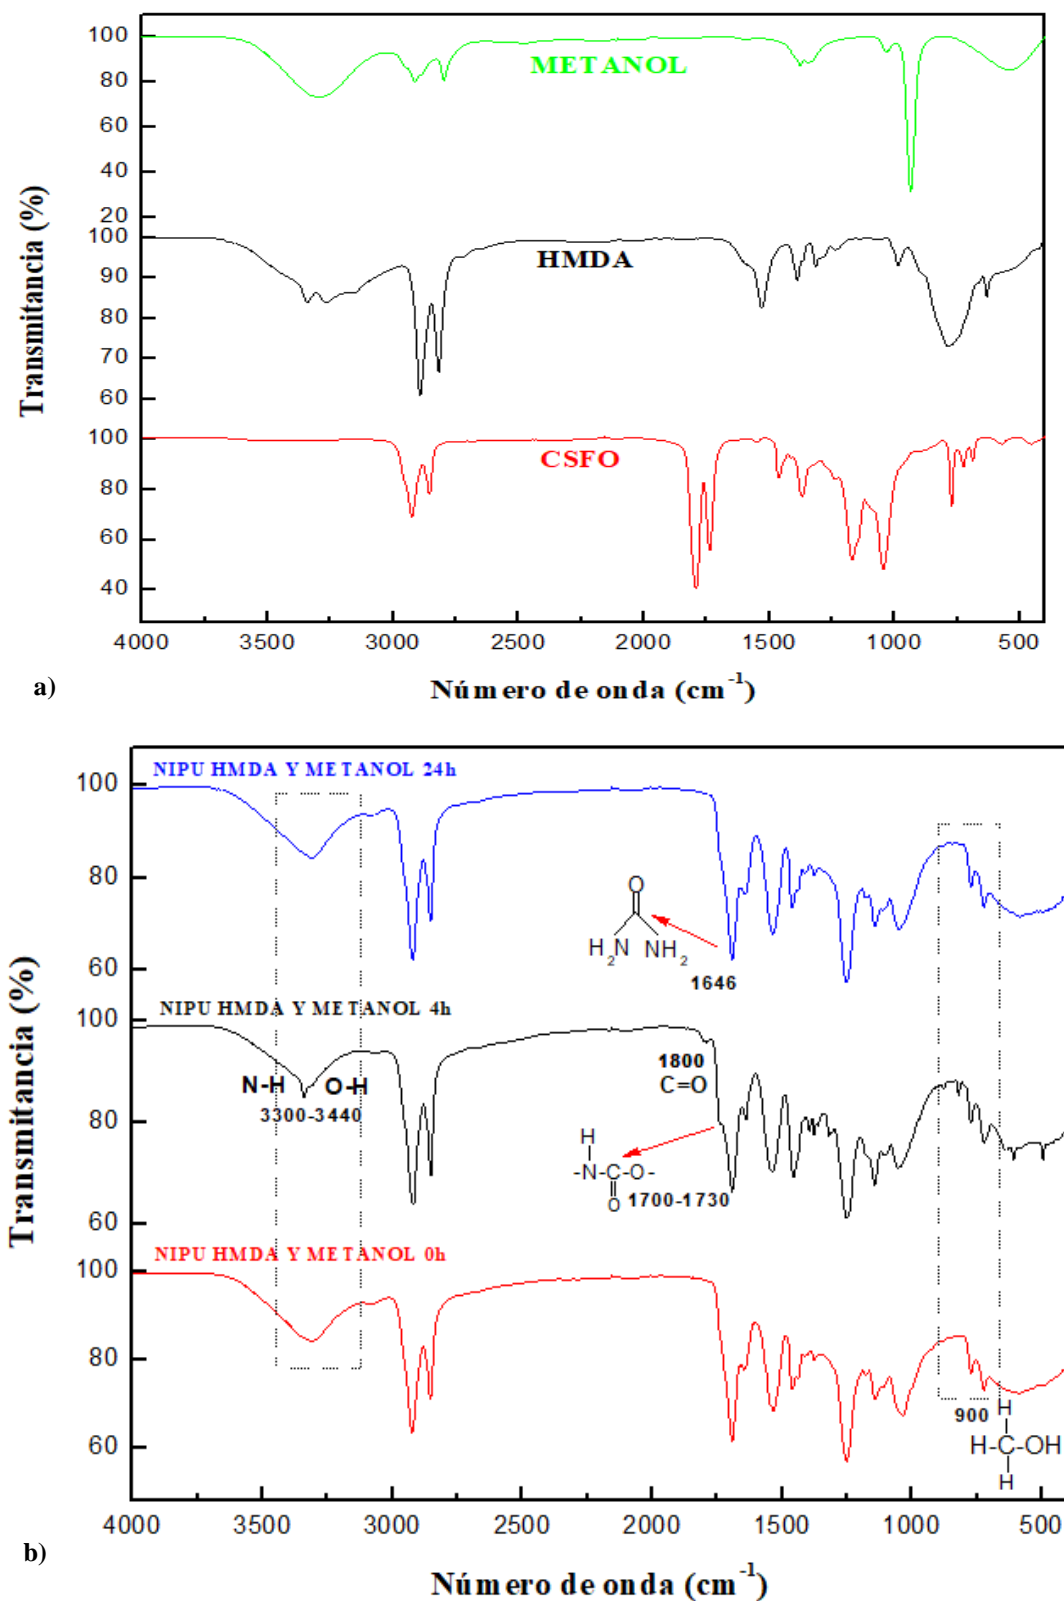 100
80
60
40
20
METANOL
100
90
80
70
60
HMDA
100
80
60
40
CSFO
Transmitancia (%)
4000 3500 3000 2500 2000 1500 1000 500
Número de onda (cm⁻¹)
a)
NIPU HMDA Y METANOL 24h
100
80
60
O
H₂N NH₂
1646
NIPU HMDA Y METANOL 4h
100
80
60
N-H O-H
3300-3440
1800
C=O
H
-N-C-O-
O
1700-1730
NIPU HMDA Y METANOL 0h
100
80
60
900
H
H-C-OH
H
Transmitancia (%)
4000 3500 3000 2500 2000 1500 1000 500
b)
Número de onda (cm⁻¹)